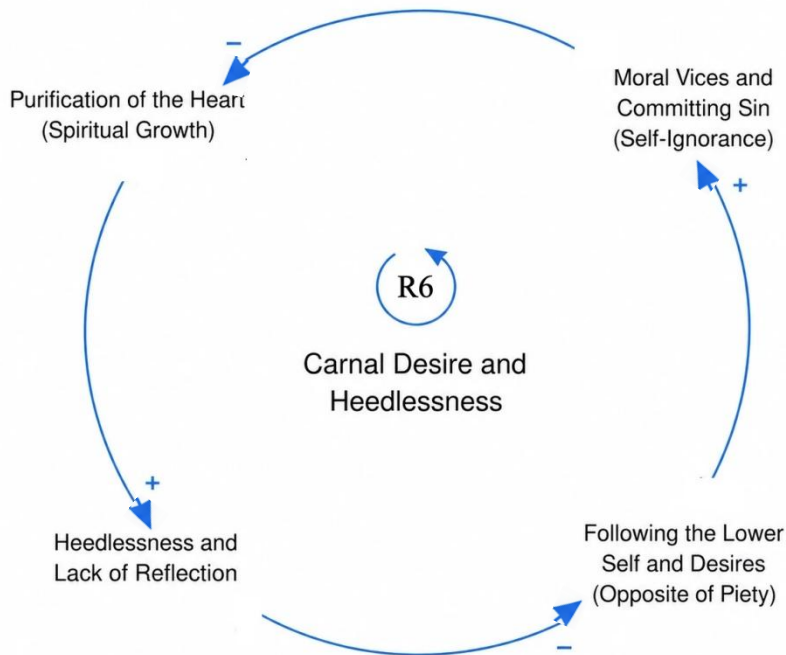 −
Purification of the Heart
(Spiritual Growth)
Moral Vices and
Committing Sin
(Self-Ignorance)
+
R6
Carnal Desire and
Heedlessness
+
Heedlessness and
Lack of Reflection
Following the Lower
Self and Desires
(Opposite of Piety)
−